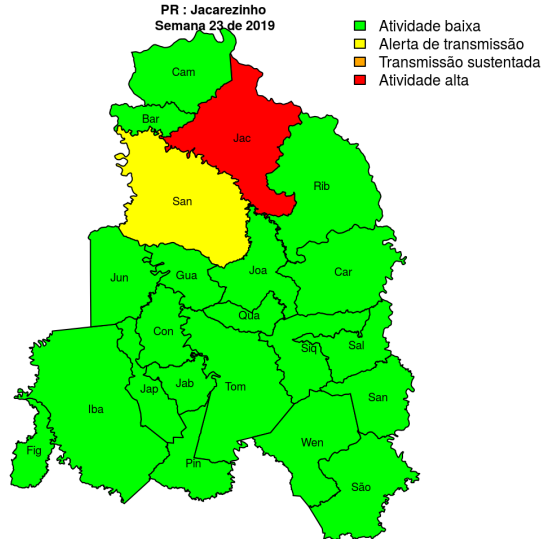 PR : Jacarezinho
Semana 23 de 2019
Atividade baixa
Alerta de transmissão
Transmissão sustentada
Atividade alta
Cam
Bar
Jac
Rib
San
Jun
Gua
Joa
Car
Qua
Con
Siq
Sal
Jap
Jab
Tom
San
Iba
Wen
Fig
Pin
São